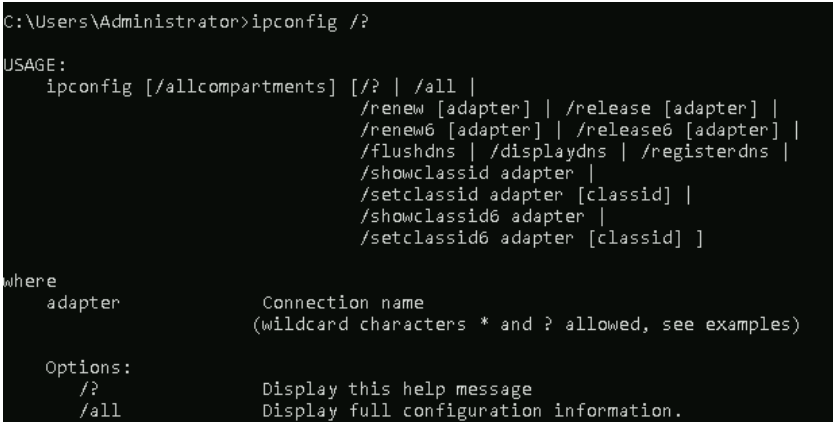 C:\Users\Administrator>ipconfig /?
USAGE:
ipconfig [/allcompartments] [/? | /all |
/renew [adapter] | /release [adapter] |
/renew6 [adapter] | /release6 [adapter] |
/flushdns | /displaydns | /registerdns |
/showclassid adapter |
/setclassid adapter [classid] |
/showclassid6 adapter |
/setclassid6 adapter [classid] ]
where
adapter Connection name
(wildcard characters * and ? allowed, see examples)
Options:
/? Display this help message
/all Display full configuration information.